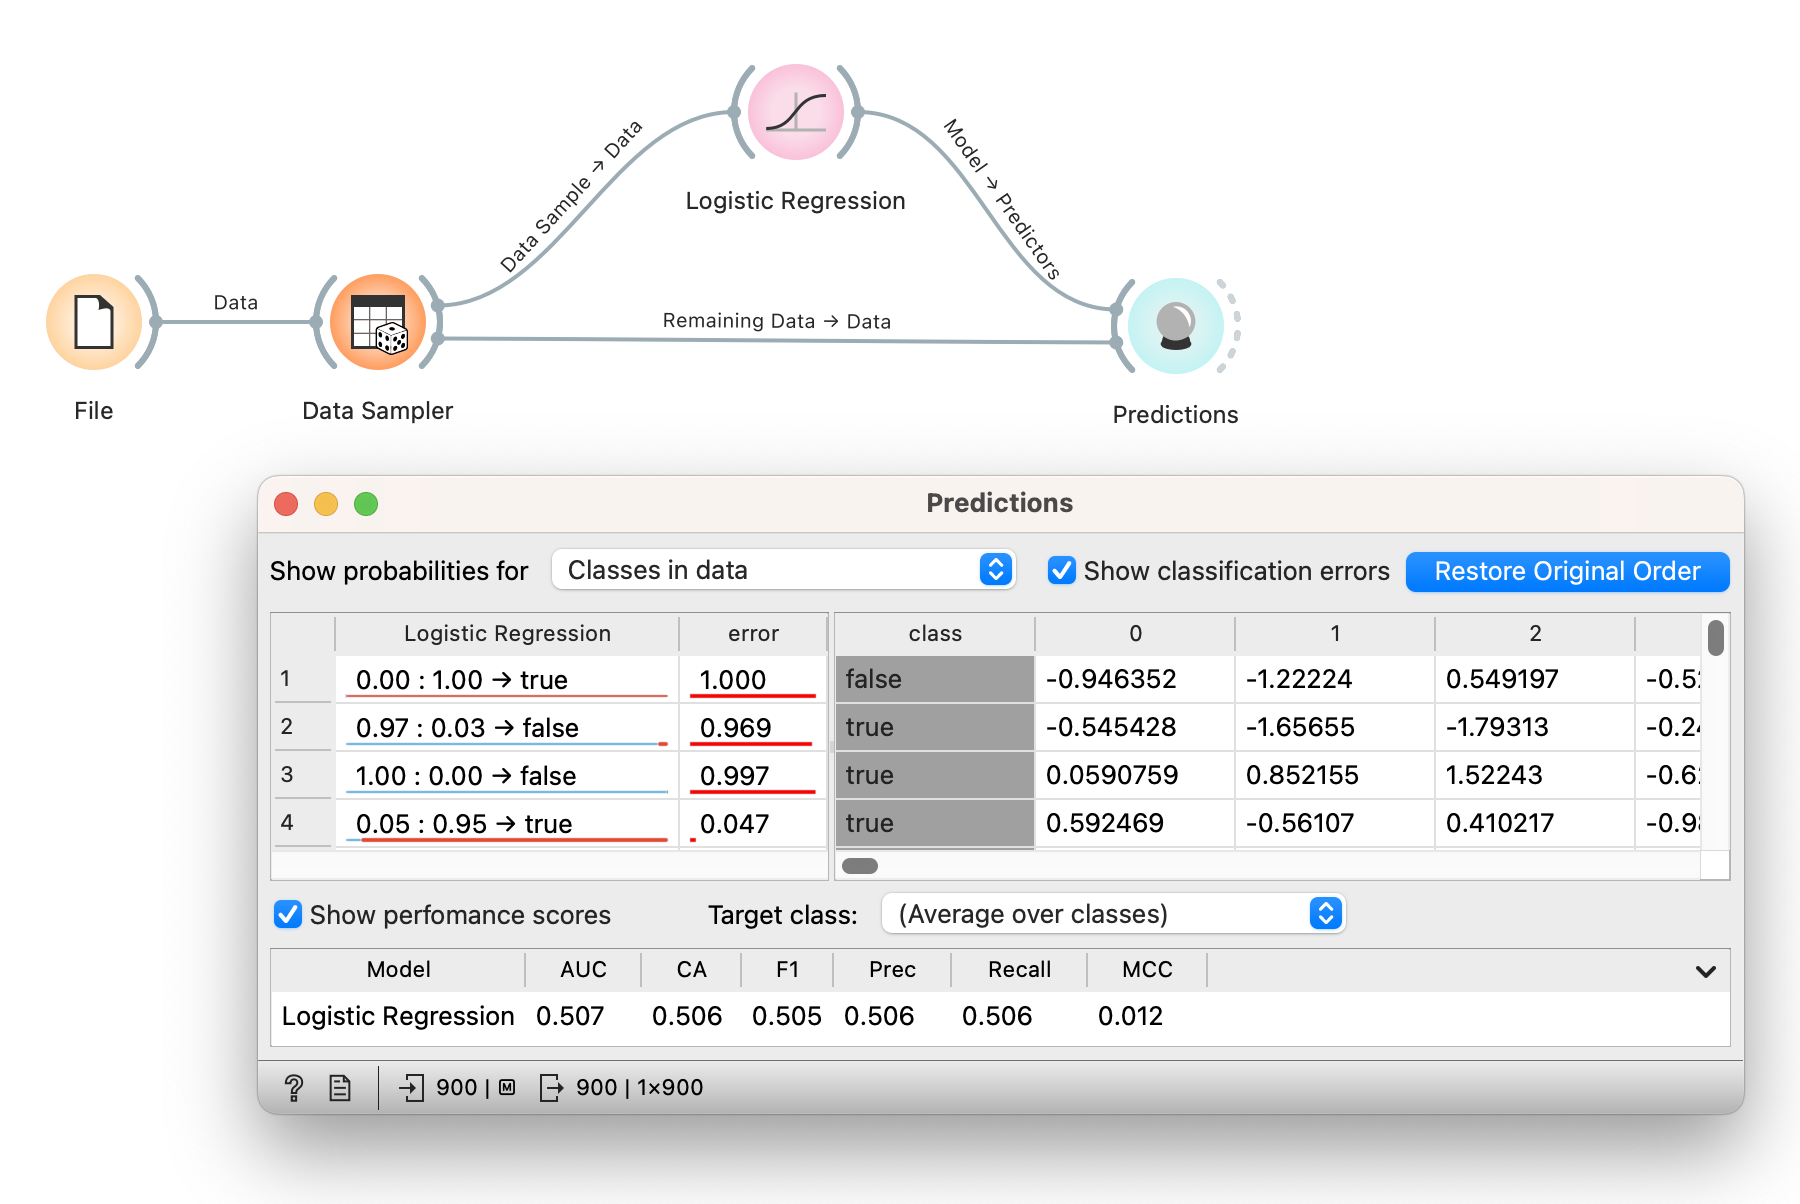 Logistic Regression
Data Sample → Data
Model → Predictors
Data
Remaining Data → Data
File
Data Sampler
Predictions
Predictions
Show probabilities for Classes in data Show classification errors Restore Original Order
Logistic Regression error class 0 1 2
1 0.00 : 1.00 → true 1.000 false -0.946352 -1.22224 0.549197 -0.5
2 0.97 : 0.03 → false 0.969 true -0.545428 -1.65655 -1.79313 -0.2
3 1.00 : 0.00 → false 0.997 true 0.0590759 0.852155 1.52243 -0.6
4 0.05 : 0.95 → true 0.047 true 0.592469 -0.56107 0.410217 -0.9
Show perfomance scores Target class: (Average over classes)
Model AUC CA F1 Prec Recall MCC
Logistic Regression 0.507 0.506 0.505 0.506 0.506 0.012
? 900 | M 900 | 1×900